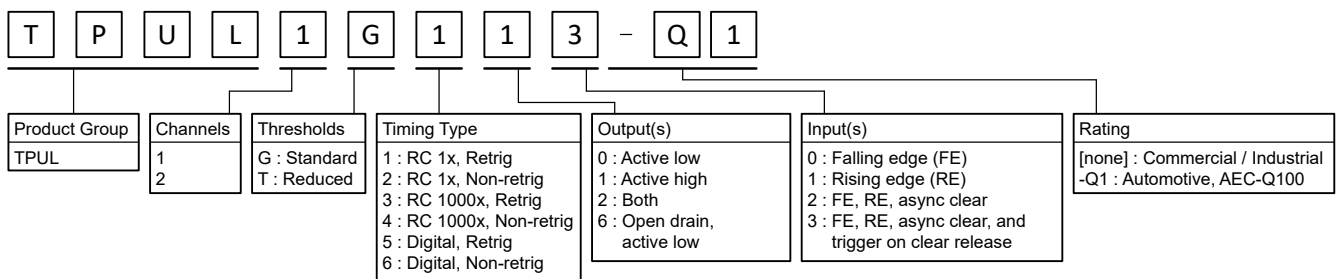 T P U L 1 G 1 1 3 - Q 1
Product Group
TPUL
Channels
1
2
Thresholds
G : Standard
T : Reduced
Timing Type
1 : RC 1x, Retrig
2 : RC 1x, Non-retrig
3 : RC 1000x, Retrig
4 : RC 1000x, Non-retrig
5 : Digital, Retrig
6 : Digital, Non-retrig
Output(s)
0 : Active low
1 : Active high
2 : Both
6 : Open drain,
active low
Input(s)
0 : Falling edge (FE)
1 : Rising edge (RE)
2 : FE, RE, async clear
3 : FE, RE, async clear, and
trigger on clear release
Rating
[none] : Commercial / Industrial
-Q1 : Automotive, AEC-Q100